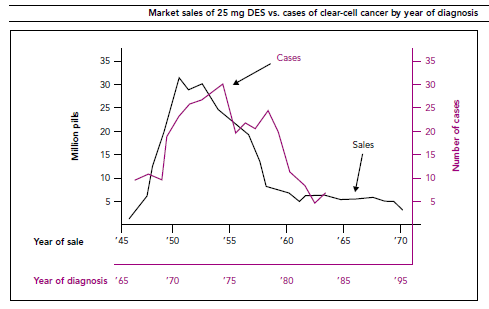 Market sales of 25 mg DES vs. cases of clear-cell cancer by year of diagnosis
Cases
35 35
30 30
25 25
20 20
15 15
10 10
5 5
Million pills
Number of cases
Sales
Year of sale '45 '50 '55 '60 '65 '70
Year of diagnosis '65 '70 '75 '80 '85 '95